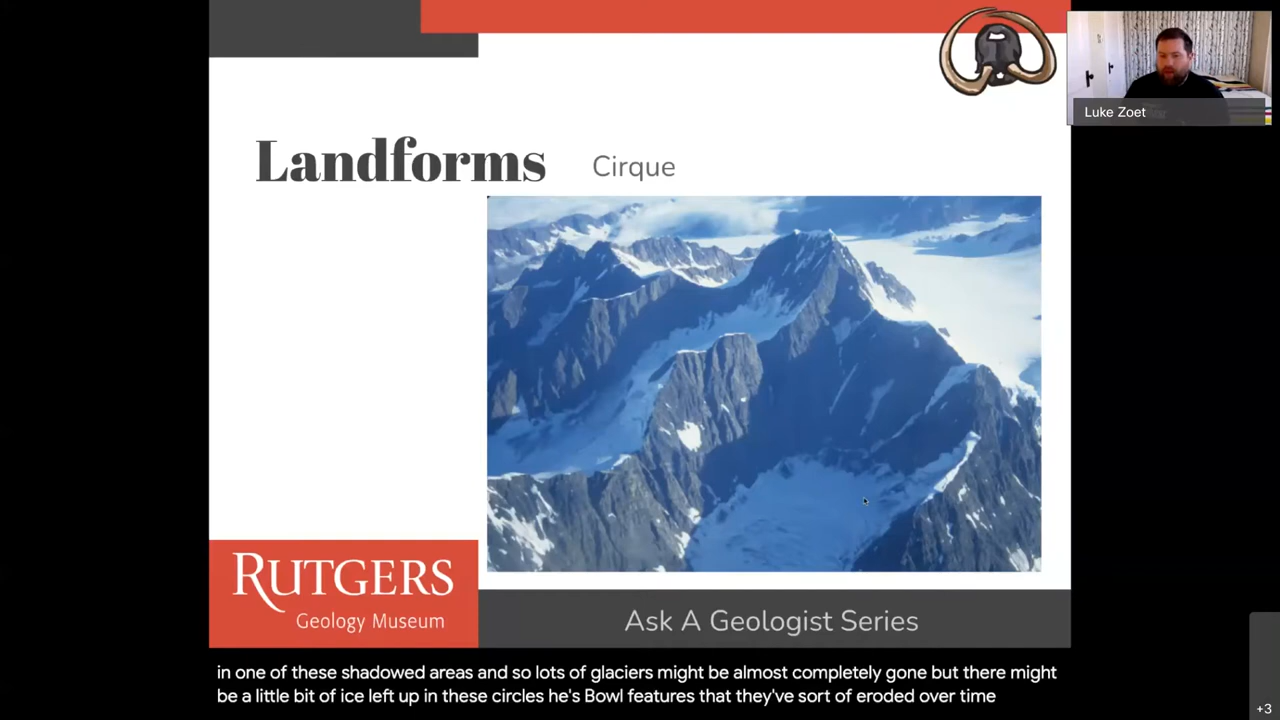 Luke Zoet
Landforms
Cirque
RUTGERS
Geology Museum
Ask A Geologist Series
in one of these shadowed areas and so lots of glaciers might be almost completely gone but there might
be a little bit of ice left up in these circles he's Bowl features that they've sort of eroded over time
+3